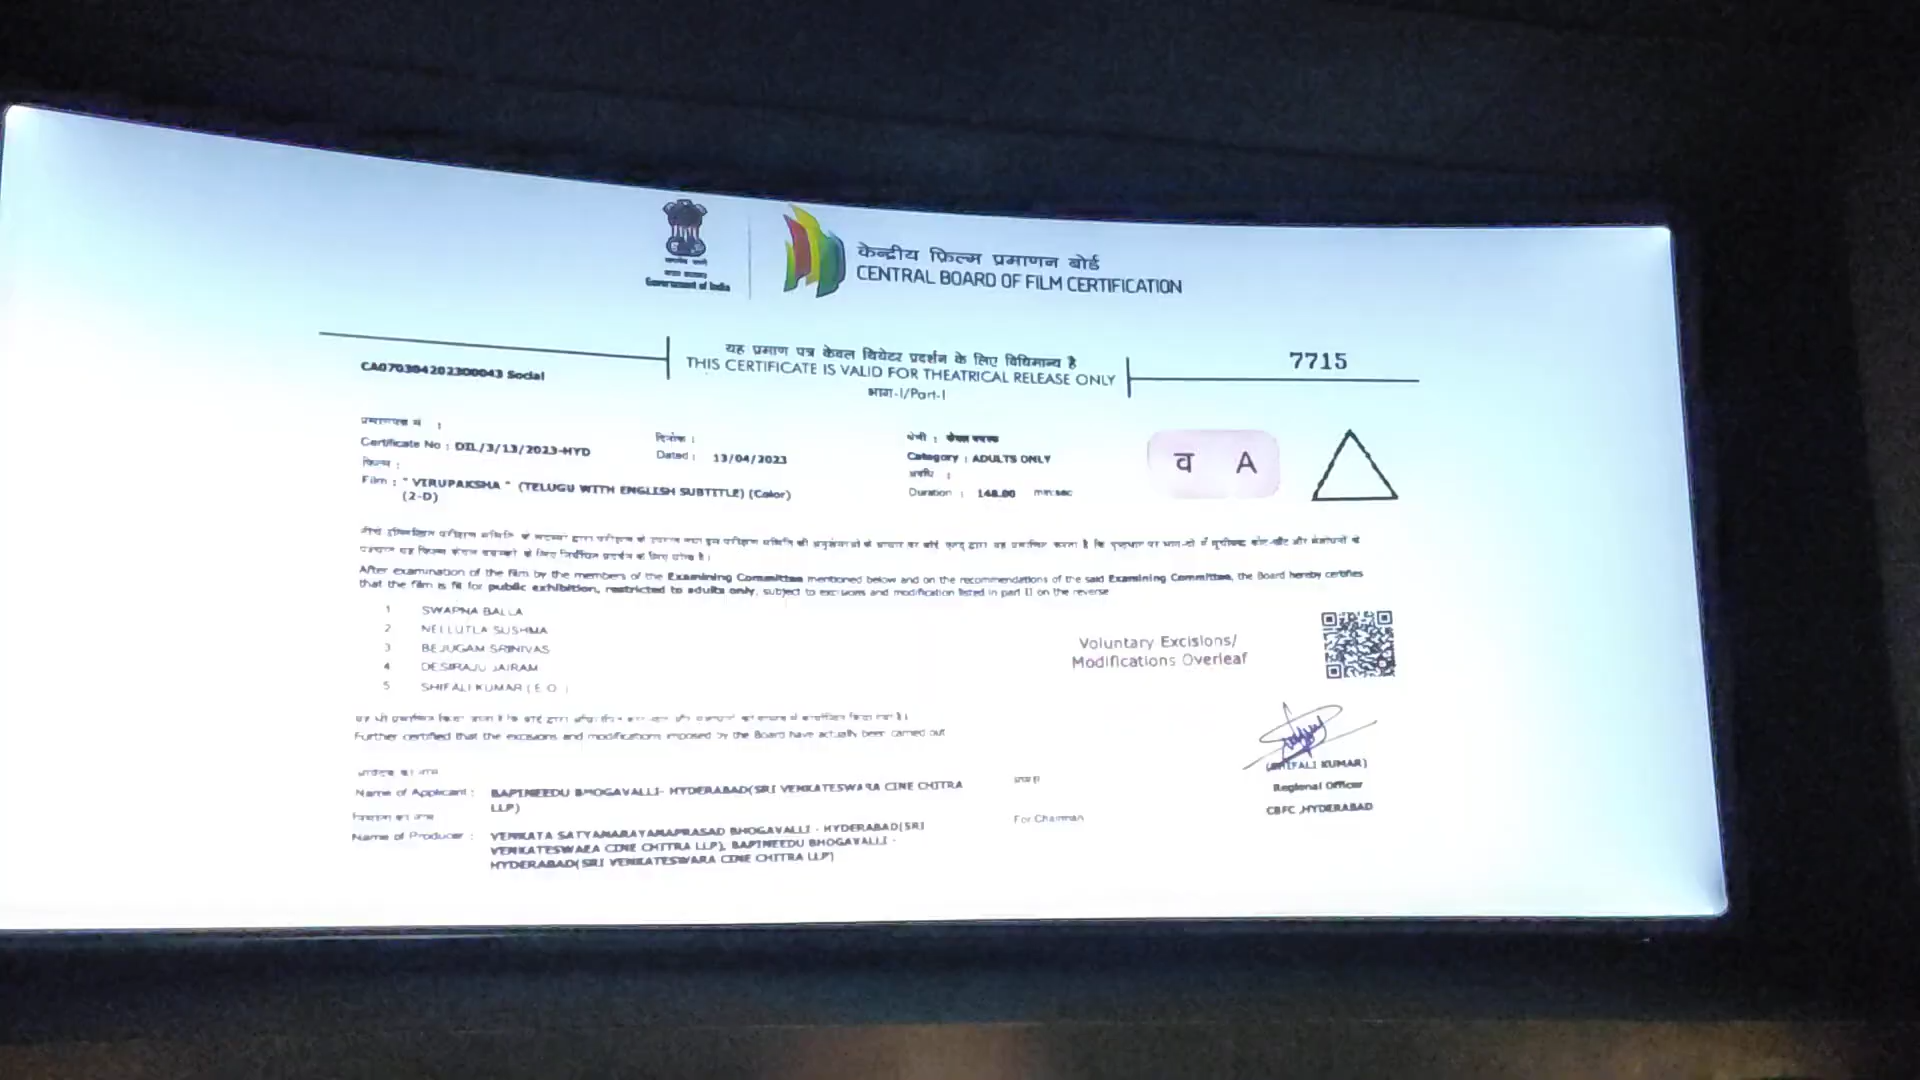 Government of India
केन्द्रीय फिल्म प्रमाणन बोर्ड
CENTRAL BOARD OF FILM CERTIFICATION
यह प्रमाण पत्र केवल थियेटर प्रदर्शन के लिए विधिमान्य है
THIS CERTIFICATE IS VALID FOR THEATRICAL RELEASE ONLY
भाग-I/Part-I
7715
CA070304202300043 Social
Certificate No : DIL/3/13/2023-HYD
दिनांक :
Dated : 13/04/2023
श्रेणी : केवल वयस्क
Category : ADULTS ONLY
अवधि :
Duration : 148.00 mm:sec
व A
फिल्म :
Film : " VIRUPAKSHA " (TELUGU WITH ENGLISH SUBTITLE) (Color)
(2-D)
After examination of the film by the members of the Examining Committee mentioned below and on the recommendations of the said Examining Committee, the Board hereby certifies
that the film is fit for public exhibition, restricted to adults only, subject to excisions and modification listed in part II on the reverse
1 SWAPNA BALLA
2 NELLUTLA SUSHMA
3 BEJUGAM SRINIVAS
4 DESIRAJU JAIRAM
5 SHIFALI KUMAR ( E O )
Voluntary Excisions/
Modifications Overleaf
Further certified that the excisions and modifications imposed by the Board have actually been carried out
(SHIFALI KUMAR)
Regional Officer
CBFC ,HYDERABAD
Name of Applicant : BAPINEEDU BHOGAVALLI- HYDERABAD(SRI VENKATESWARA CINE CHITRA
LLP)
For Chairman
Name of Producer : VENKATA SATYANARAYANAPRASAD BHOGAVALLI - HYDERABAD(SRI
VENKATESWARA CINE CHITRA LLP), BAPINEEDU BHOGAVALLI -
HYDERABAD(SRI VENKATESWARA CINE CHITRA LLP)